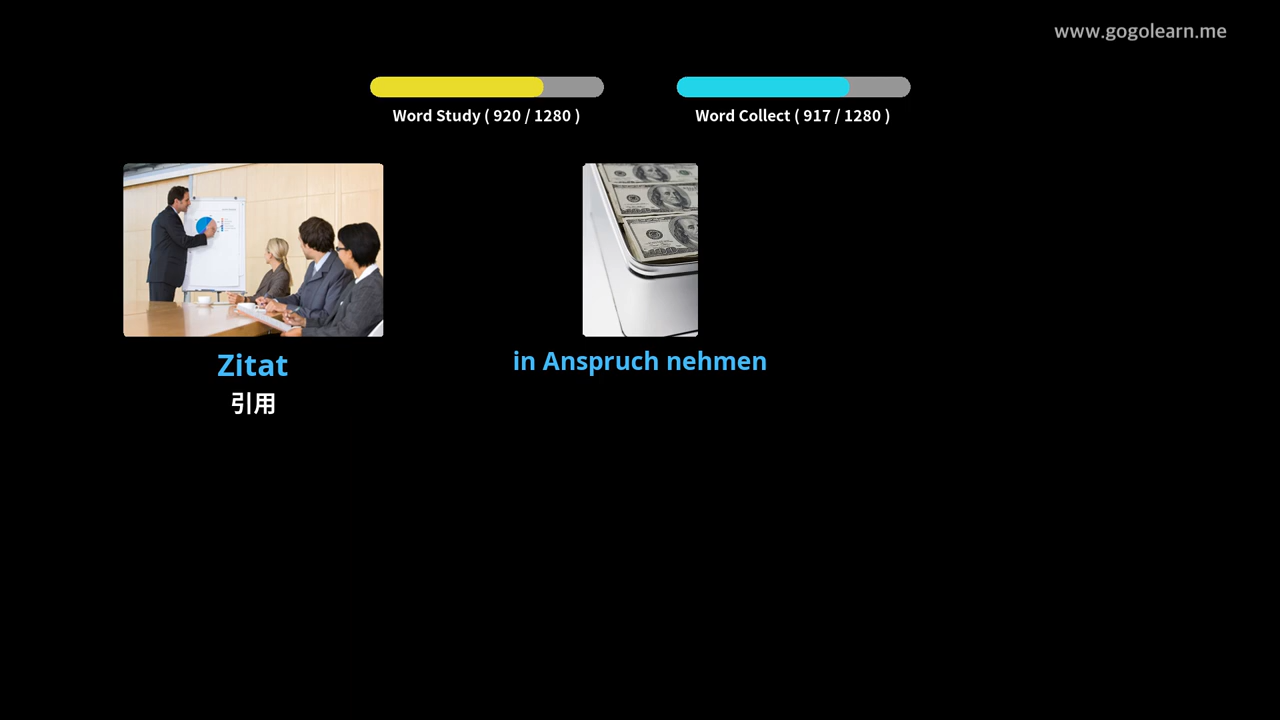 www.gogolearn.me
Word Study ( 920 / 1280 )
Word Collect ( 917 / 1280 )
Zitat
引用
in Anspruch nehmen